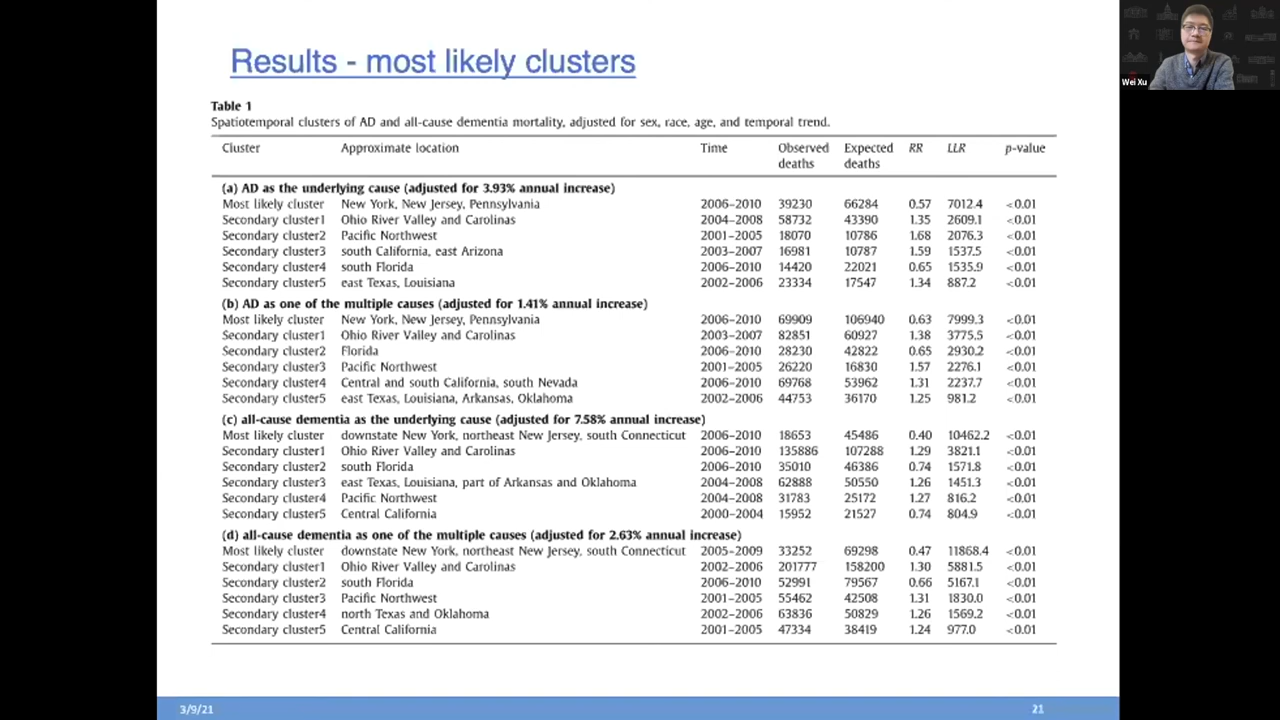 Results - most likely clusters
Wei Xu
Table 1
Spatiotemporal clusters of AD and all-cause dementia mortality, adjusted for sex, race, age, and temporal trend.
Cluster Approximate location Time Observed deaths Expected deaths RR LLR p-value
(a) AD as the underlying cause (adjusted for 3.93% annual increase)
Most likely cluster New York, New Jersey, Pennsylvania 2006–2010 39230 66284 0.57 7012.4 <0.01
Secondary cluster1 Ohio River Valley and Carolinas 2004–2008 58732 43390 1.35 2609.1 <0.01
Secondary cluster2 Pacific Northwest 2001–2005 18070 10786 1.68 2076.3 <0.01
Secondary cluster3 south California, east Arizona 2003–2007 16981 10787 1.59 1537.5 <0.01
Secondary cluster4 south Florida 2006–2010 14420 22021 0.65 1535.9 <0.01
Secondary cluster5 east Texas, Louisiana 2002–2006 23334 17547 1.34 887.2 <0.01
(b) AD as one of the multiple causes (adjusted for 1.41% annual increase)
Most likely cluster New York, New Jersey, Pennsylvania 2006–2010 69909 106940 0.63 7999.3 <0.01
Secondary cluster1 Ohio River Valley and Carolinas 2003–2007 82851 60927 1.38 3775.5 <0.01
Secondary cluster2 Florida 2006–2010 28230 42822 0.65 2930.2 <0.01
Secondary cluster3 Pacific Northwest 2001–2005 26220 16830 1.57 2276.1 <0.01
Secondary cluster4 Central and south California, south Nevada 2006–2010 69768 53962 1.31 2237.7 <0.01
Secondary cluster5 east Texas, Louisiana, Arkansas, Oklahoma 2002–2006 44753 36170 1.25 981.2 <0.01
(c) all-cause dementia as the underlying cause (adjusted for 7.58% annual increase)
Most likely cluster downstate New York, northeast New Jersey, south Connecticut 2006–2010 18653 45486 0.40 10462.2 <0.01
Secondary cluster1 Ohio River Valley and Carolinas 2006–2010 135886 107288 1.29 3821.1 <0.01
Secondary cluster2 south Florida 2006–2010 35010 46386 0.74 1571.8 <0.01
Secondary cluster3 east Texas, Louisiana, part of Arkansas and Oklahoma 2004–2008 62888 50550 1.26 1451.3 <0.01
Secondary cluster4 Pacific Northwest 2004–2008 31783 25172 1.27 816.2 <0.01
Secondary cluster5 Central California 2000–2004 15952 21527 0.74 804.9 <0.01
(d) all-cause dementia as one of the multiple causes (adjusted for 2.63% annual increase)
Most likely cluster downstate New York, northeast New Jersey, south Connecticut 2005–2009 33252 69298 0.47 11868.4 <0.01
Secondary cluster1 Ohio River Valley and Carolinas 2002–2006 201777 158200 1.30 5881.5 <0.01
Secondary cluster2 south Florida 2006–2010 52991 79567 0.66 5167.1 <0.01
Secondary cluster3 Pacific Northwest 2001–2005 55462 42508 1.31 1830.0 <0.01
Secondary cluster4 north Texas and Oklahoma 2002–2006 63836 50829 1.26 1569.2 <0.01
Secondary cluster5 Central California 2001–2005 47334 38419 1.24 977.0 <0.01
3/9/21
21